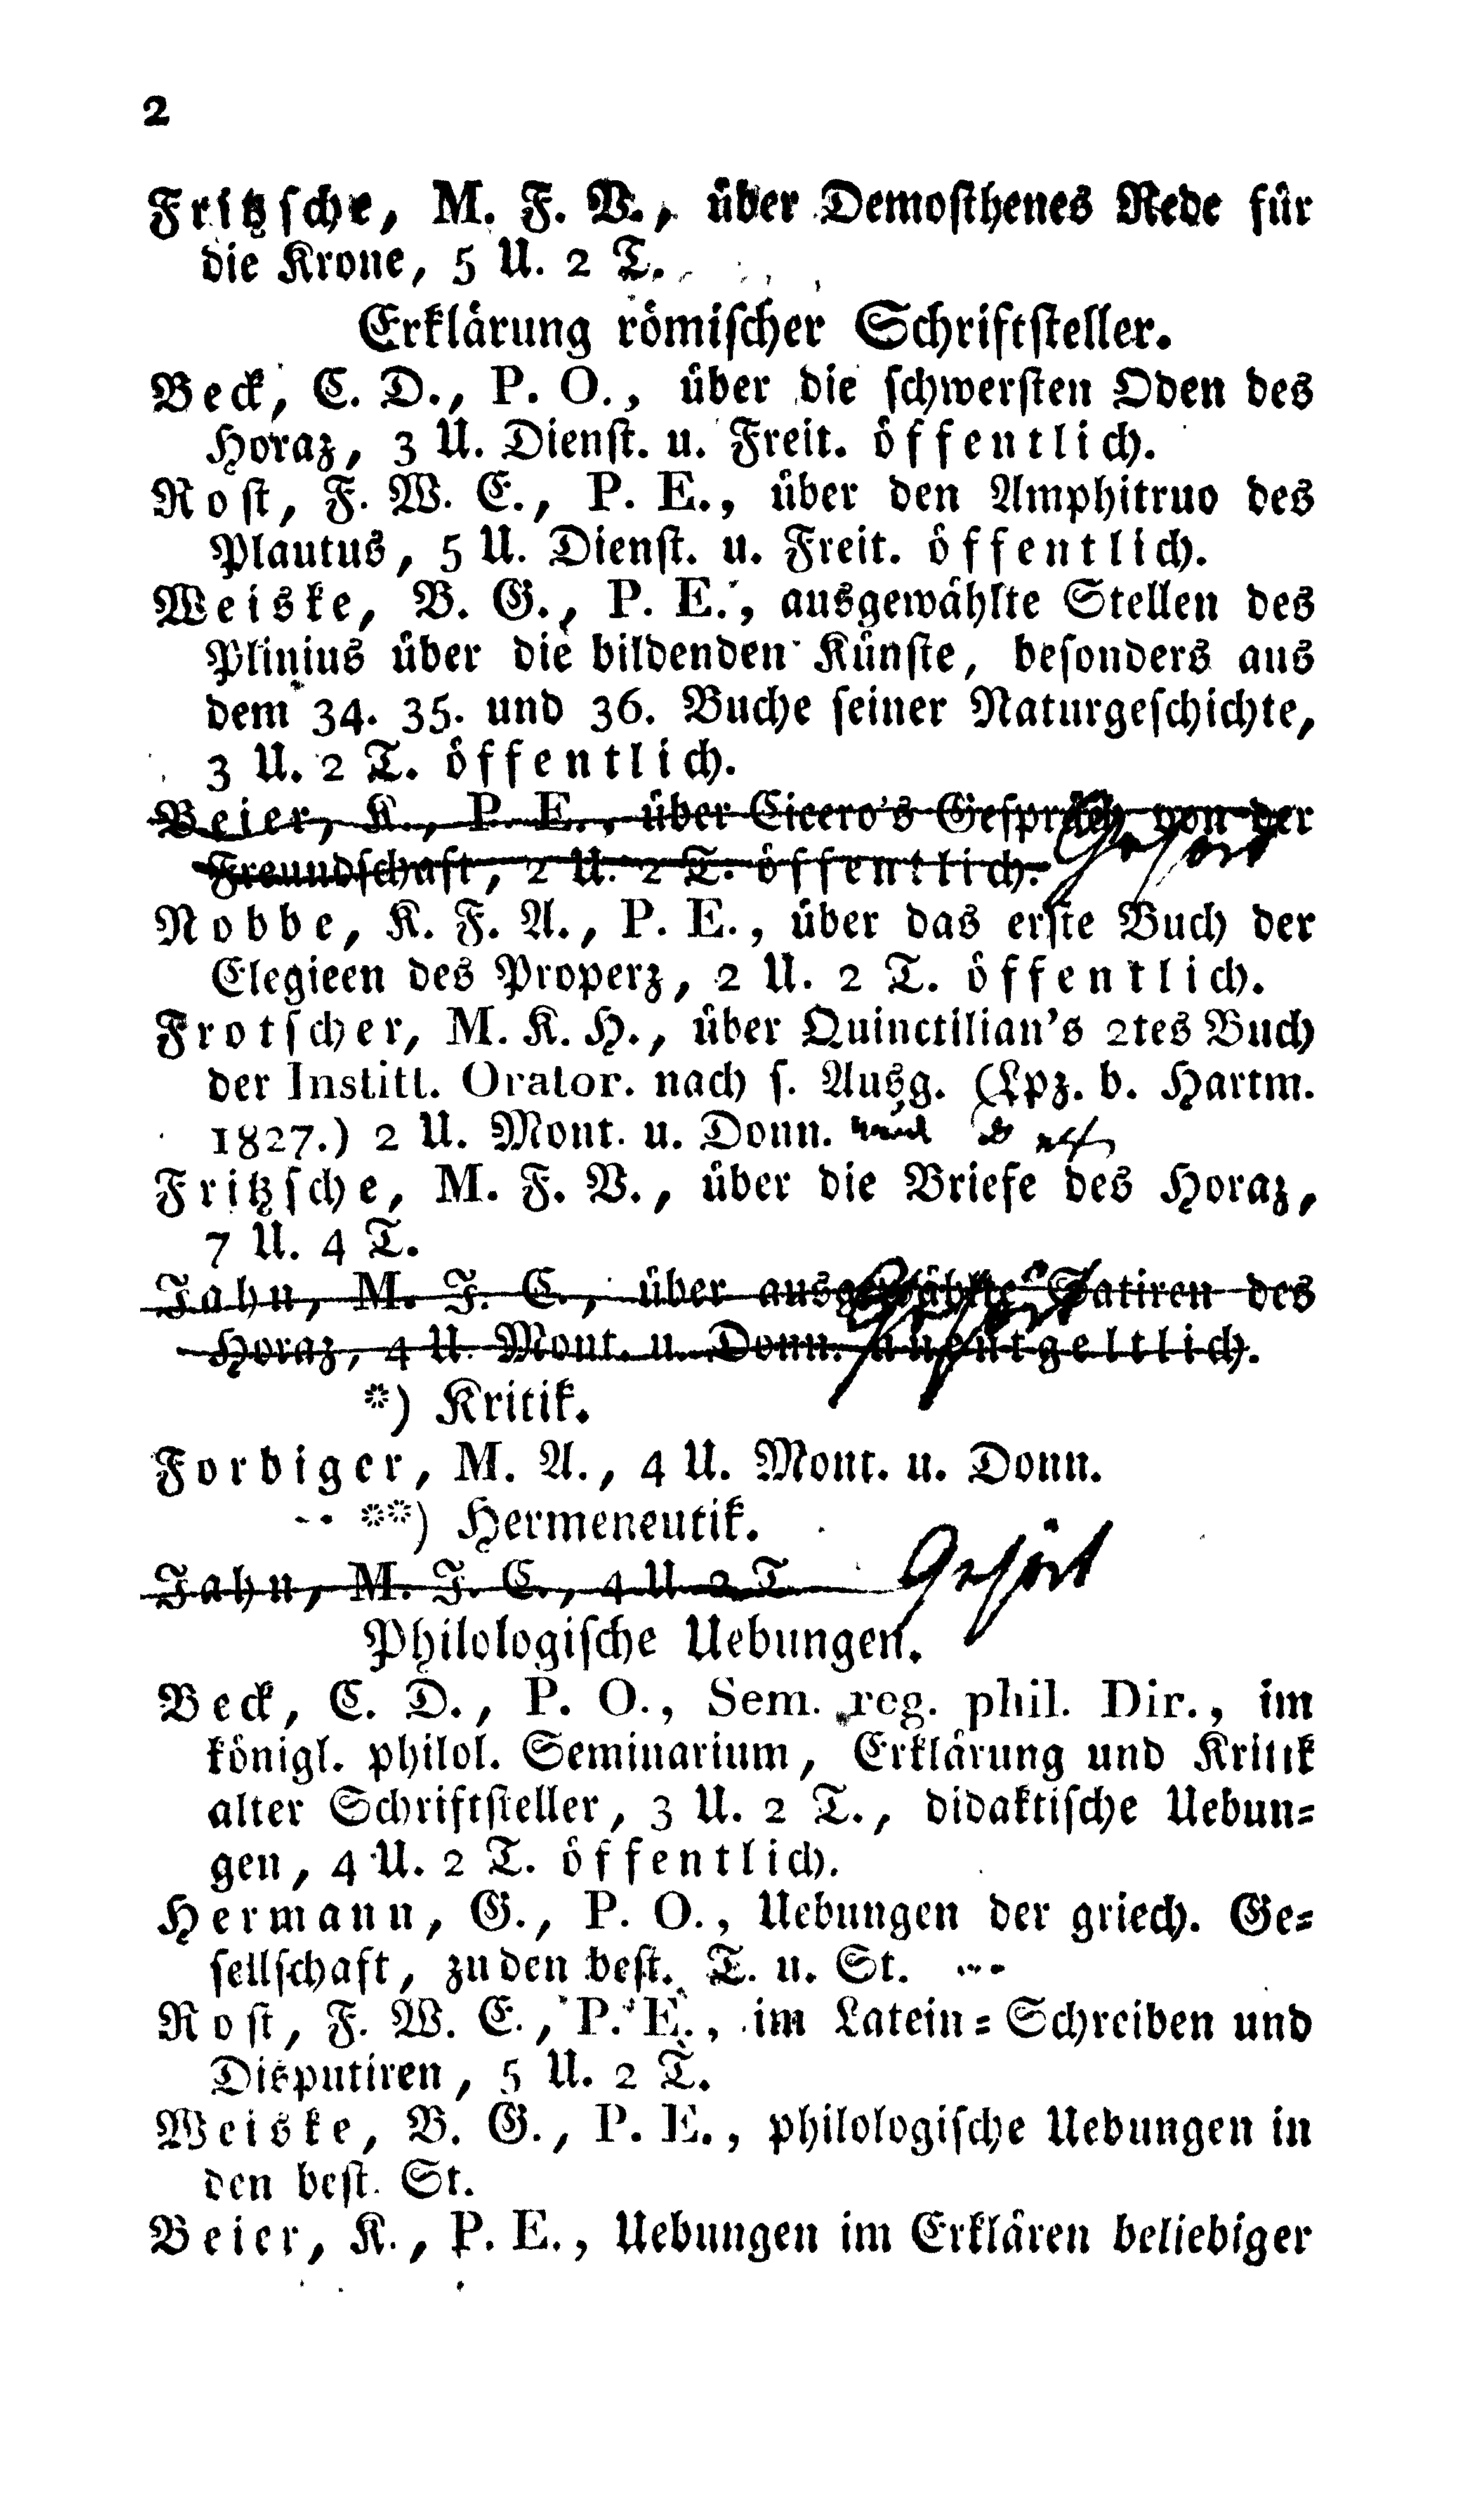 2
Fritzsche, M. F. V., über Demosthenes Rede für
die Krone, 5 U. 2 T.
Erklärung römischer Schriftsteller.
Beck, C. D., P. O., über die schwersten Oden des
Horaz, 3 U. Dienst. u. Freit. öffentlich.
Rost, F. W. E., P. E., über den Amphitruo des
Plautus, 5 U. Dienst. u. Freit. öffentlich.
Weiske, B. G., P. E., ausgewählte Stellen des
Plinius über die bildenden Künste, besonders aus
dem 34. 35. und 36. Buche seiner Naturgeschichte,
3 U. 2 T. öffentlich.
Beier, K., P. E., über Cicero's Gespräch von der
Freundschaft, 2 U. 2 T. öffentlich. Gehört
Nobbe, K. F. A., P. E., über das erste Buch der
Elegieen des Properz, 2 U. 2 T. öffentlich.
Frotscher, M. K. H., über Quinctilian's 2tes Buch
der Institt. Orator. nach s. Ausg. (Lpz. b. Hartm.
1827.) 2 U. Mont. u. Donn.
Fritzsche, M. F. V., über die Briefe des Horaz,
7 U. 4 T.
Jahn, M. J. C., über ausgewählte Satiren des
Horaz, 4 U. Mont. u. Donn. unentgeltlich.
Gehört
*) Kritik.
Forbiger, M. A., 4 U. Mont. u. Donn.
**) Hermeneutik.
Jahn, M. J. C., 4 U. 2 T. Gehört
Philologische Uebungen.
Beck, C. D., P. O., Sem. reg. phil. Dir., im
königl. philol. Seminarium, Erklärung und Kritik
alter Schriftsteller, 3 U. 2 T., didaktische Uebun-
gen, 4 U. 2 T. öffentlich.
Hermann, G., P. O., Uebungen der griech. Ge-
sellschaft, zu den best. T. u. St.
Rost, F. W. E., P. E., im Latein-Schreiben und
Disputiren, 5 U. 2 T.
Weiske, B. G., P. E., philologische Uebungen in
den best. St.
Beier, K., P. E., Uebungen im Erklären beliebiger